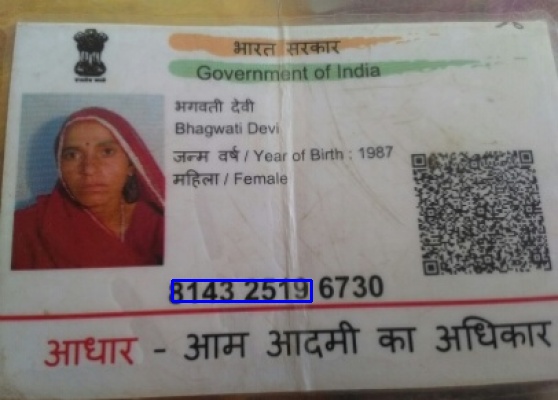 भारत सरकार
Government of India
भगवती देवी
Bhagwati Devi
जन्म वर्ष / Year of Birth : 1987
महिला / Female
8143 2519 6730
आधार - आम आदमी का अधिकार